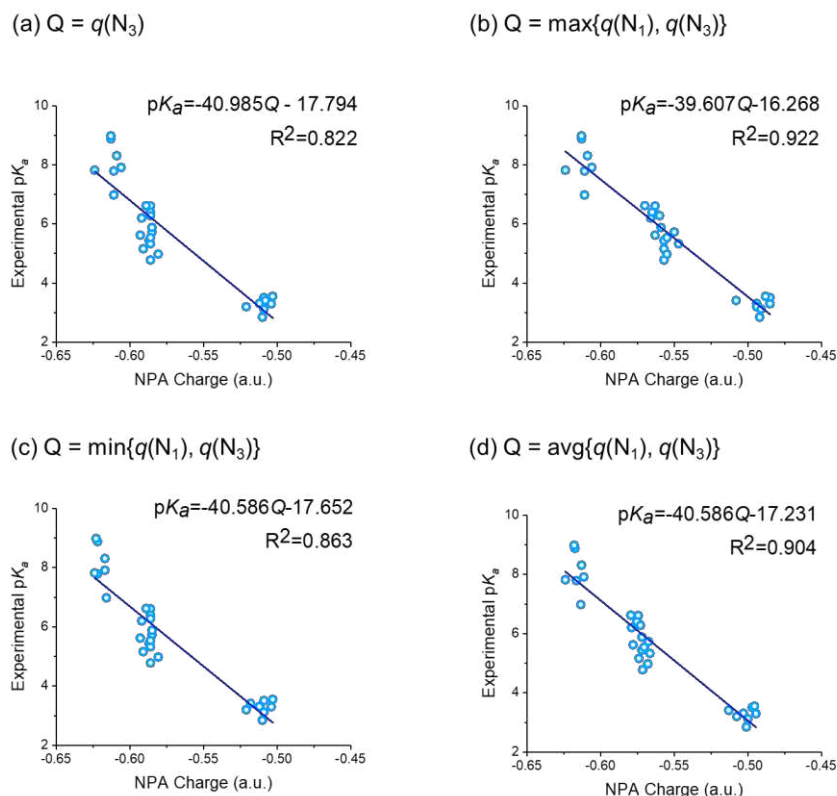 (a) Q = q(N₃)
pKₐ=-40.985Q - 17.794
R²=0.822
Experimental pKₐ
10
8
6
4
2
-0.65 -0.60 -0.55 -0.50 -0.45
NPA Charge (a.u.)
(b) Q = max{q(N₁), q(N₃)}
pKₐ=-39.607Q-16.268
R²=0.922
Experimental pKₐ
10
8
6
4
2
-0.65 -0.60 -0.55 -0.50 -0.45
NPA Charge (a.u.)
(c) Q = min{q(N₁), q(N₃)}
pKₐ=-40.586Q-17.652
R²=0.863
Experimental pKₐ
10
8
6
4
2
-0.65 -0.60 -0.55 -0.50 -0.45
NPA Charge (a.u.)
(d) Q = avg{q(N₁), q(N₃)}
pKₐ=-40.586Q-17.231
R²=0.904
Experimental pKₐ
10
8
6
4
2
-0.65 -0.60 -0.55 -0.50 -0.45
NPA Charge (a.u.)